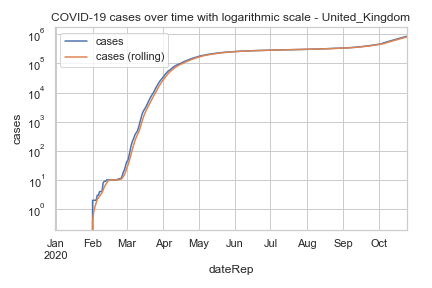 COVID-19 cases over time with logarithmic scale - United_Kingdom
cases
cases (rolling)
10^6
10^5
10^4
10^3
10^2
10^1
10^0
cases
Jan Feb Mar Apr May Jun Jul Aug Sep Oct
2020
dateRep